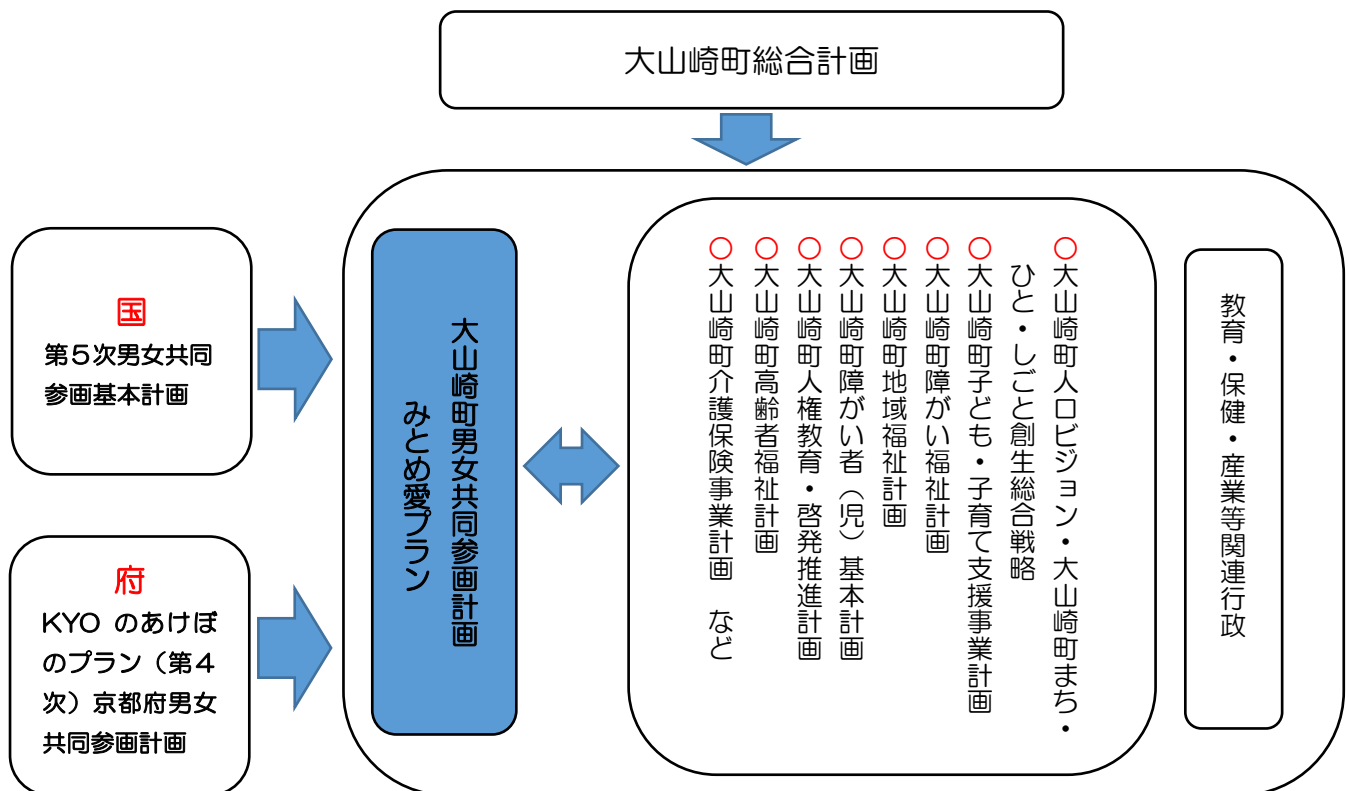 大山崎町総合計画
国
第５次男女共同
参画基本計画
府
KYO のあけぼ
のプラン（第４
次）京都府男女
共同参画計画
大山崎町男女共同参画計画
みとめ愛プラン
○大山崎町人口ビジョン・大山崎町まち・
ひと・しごと創生総合戦略
○大山崎町子ども・子育て支援事業計画
○大山崎町障がい福祉計画
○大山崎町地域福祉計画
○大山崎町障がい者（児）基本計画
○大山崎町人権教育・啓発推進計画
○大山崎町高齢者福祉計画
○大山崎町介護保険事業計画　など
教育・保健・産業等関連行政